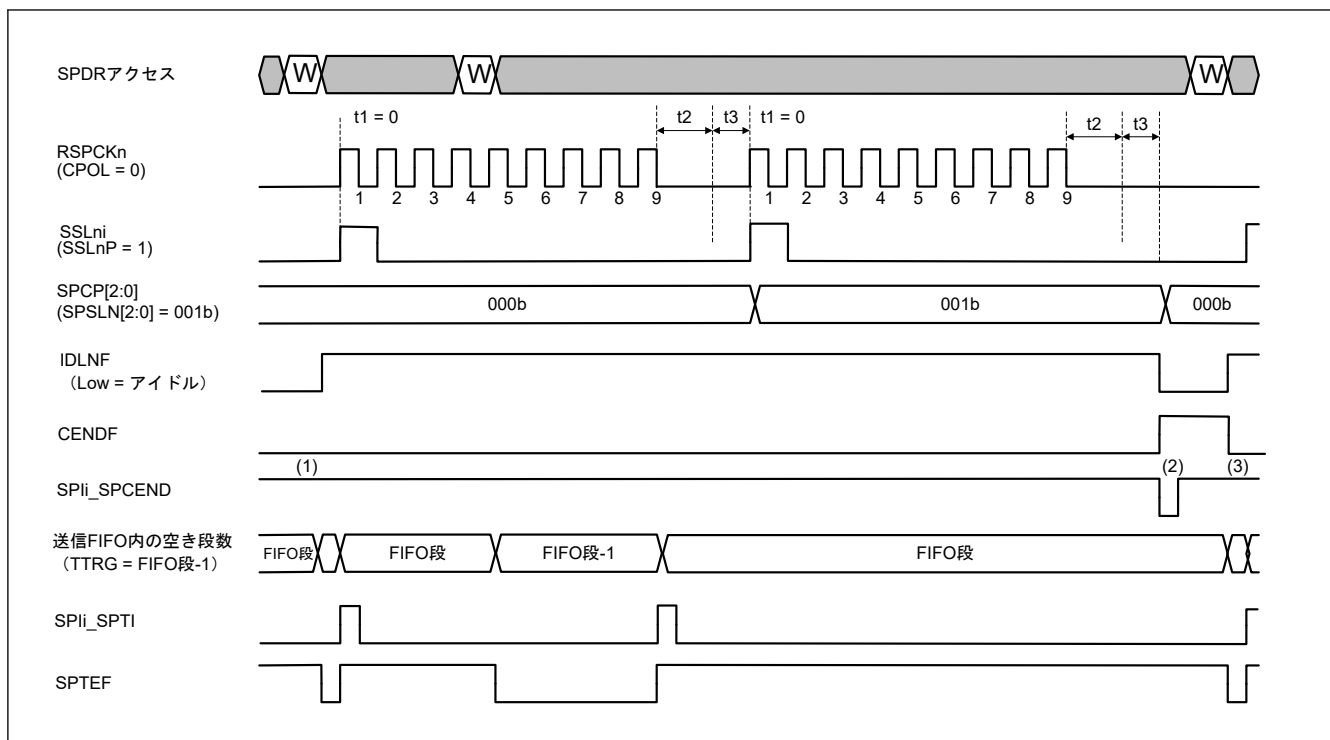 SPDRアクセス
W W W
t1 = 0 t2 t3 t1 = 0 t2 t3
RSPCKn
(CPOL = 0)
1 2 3 4 5 6 7 8 9 1 2 3 4 5 6 7 8 9
SSLni
(SSLnP = 1)
SPCP[2:0]
(SPSLN[2:0] = 001b)
000b 001b 000b
IDLNF
（Low = アイドル）
CENDF
(1) (2) (3)
SPIi_SPCEND
送信FIFO内の空き段数
（TTRG = FIFO段-1）
FIFO段 FIFO段 FIFO段-1 FIFO段
SPIi_SPTI
SPTEF